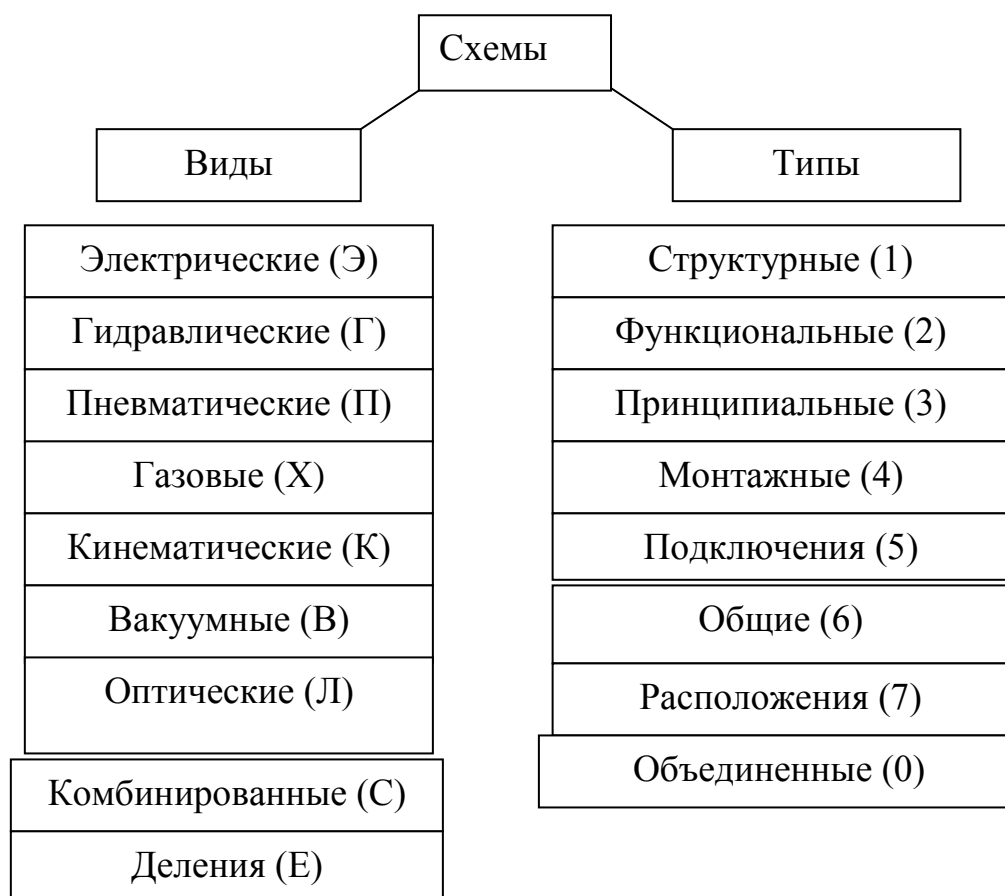 Схемы
Виды
Типы
Электрические (Э)
Гидравлические (Г)
Пневматические (П)
Газовые (Х)
Кинематические (К)
Вакуумные (В)
Оптические (Л)
Комбинированные (С)
Деления (Е)
Структурные (1)
Функциональные (2)
Принципиальные (3)
Монтажные (4)
Подключения (5)
Общие (6)
Расположения (7)
Объединенные (0)